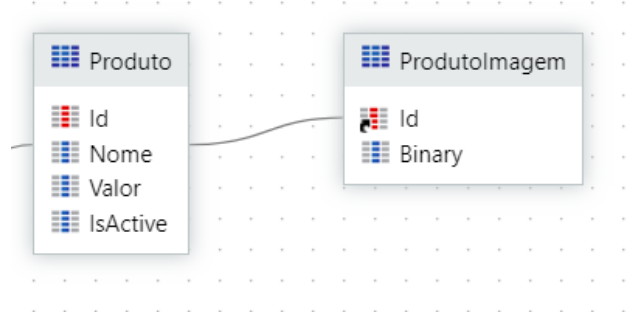 Produto
Id
Nome
Valor
IsActive
ProdutoImagem
Id
Binary